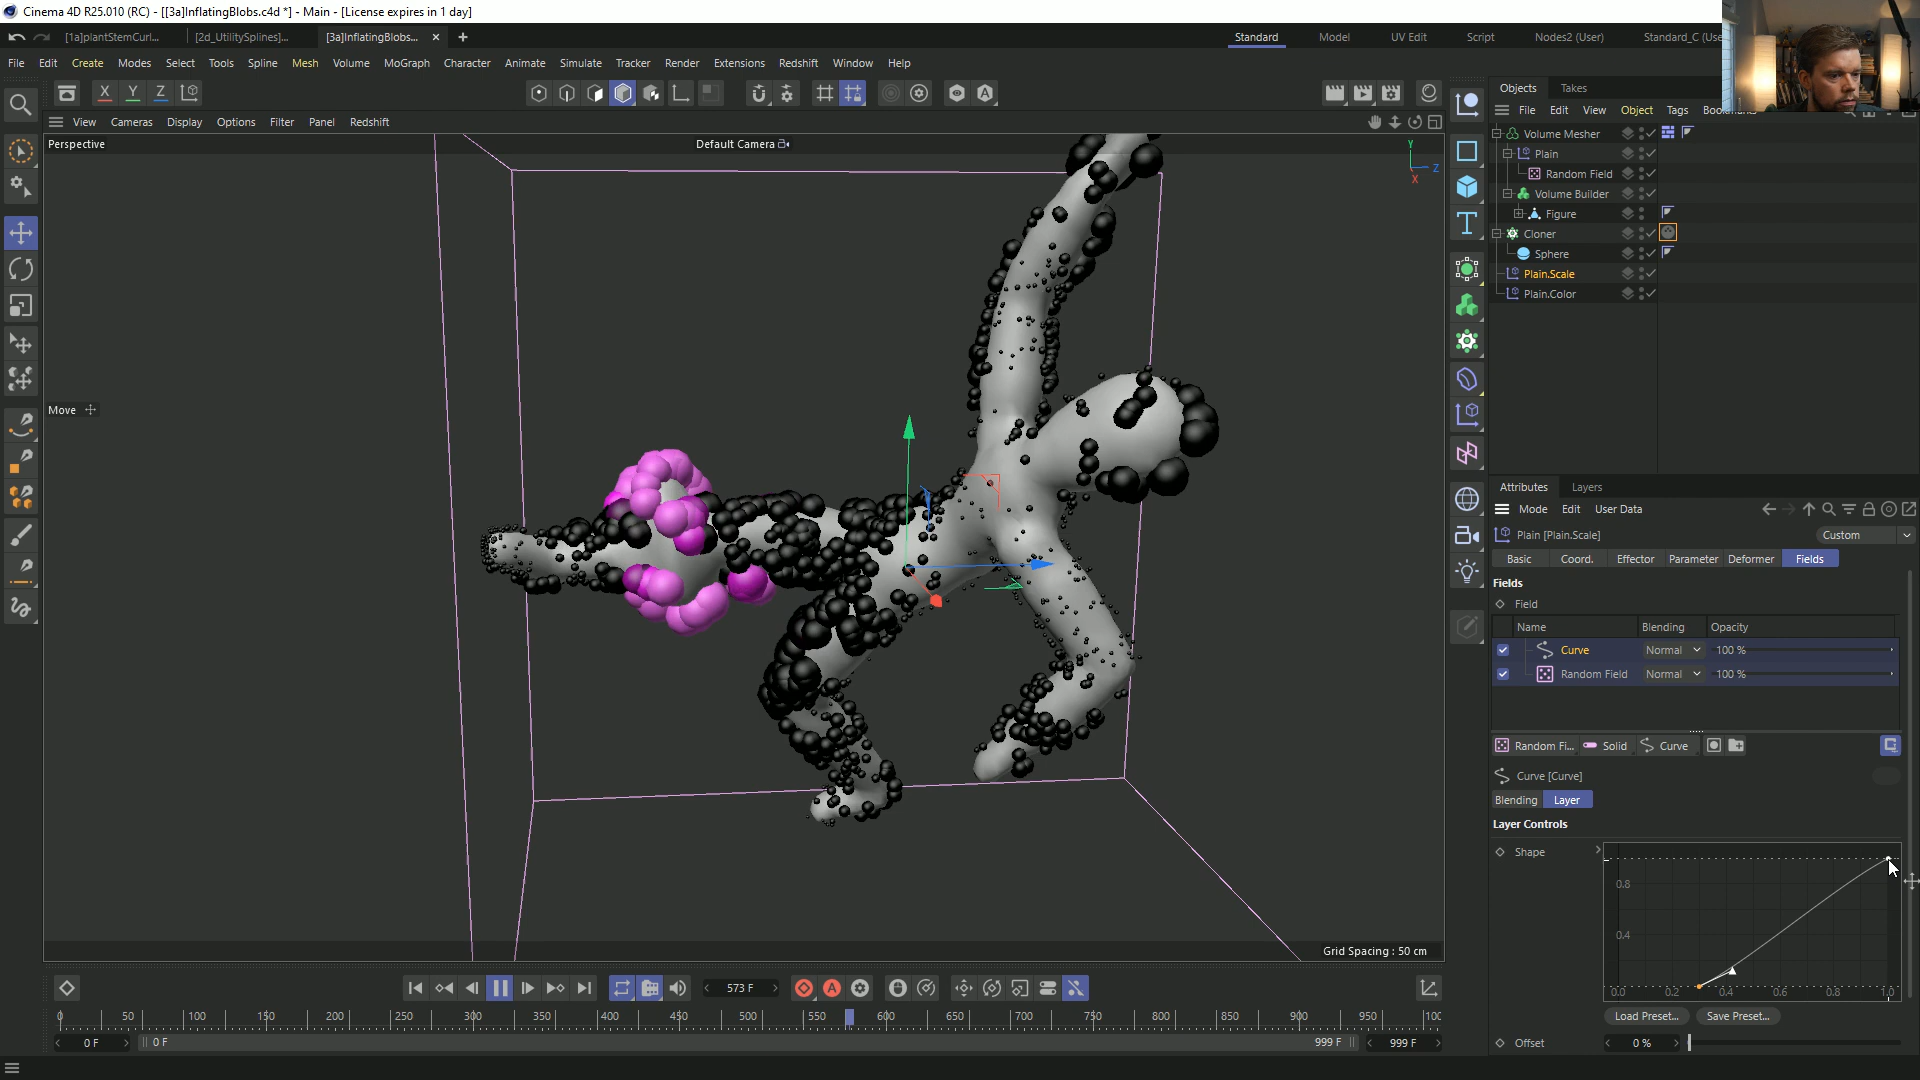 Cinema 4D R25.010 (RC) - [[3a]InflatingBlobs.c4d *] - Main - [License expires in 1 day]
[1a]plantStemCurl... [2d_UtilitySplines]... [3a]InflatingBlobs... × +
Standard Model UV Edit Script Nodes2 (User) Standard_C (Use
File Edit Create Modes Select Tools Spline Mesh Volume MoGraph Character Animate Simulate Tracker Render Extensions Redshift Window Help
X Y Z
Objects Takes
File Edit View Object Tags
View Cameras Display Options Filter Panel Redshift
Perspective Default Camera
Y Z X
Volume Mesher
Plain
Random Field
Volume Builder
Figure
Cloner
Sphere
Plain.Scale
Plain.Color
Move
Grid Spacing : 50 cm
Attributes Layers
Mode Edit User Data
Plain [Plain.Scale] Custom
Basic Coord. Effector Parameter Deformer Fields
Fields
Field
Name Blending Opacity
Curve Normal 100 %
Random Field Normal 100 %
Random Fi... Solid Curve
Curve [Curve]
Blending Layer
Layer Controls
Shape
0.8
0.4
0.0 0.2 0.4 0.6 0.8 1.0
Load Preset... Save Preset...
Offset 0 %
573 F
0 50 100 150 200 250 300 350 400 450 500 550 600 650 700 750 800 850 900 950 100
0 F 0 F 999 F 999 F